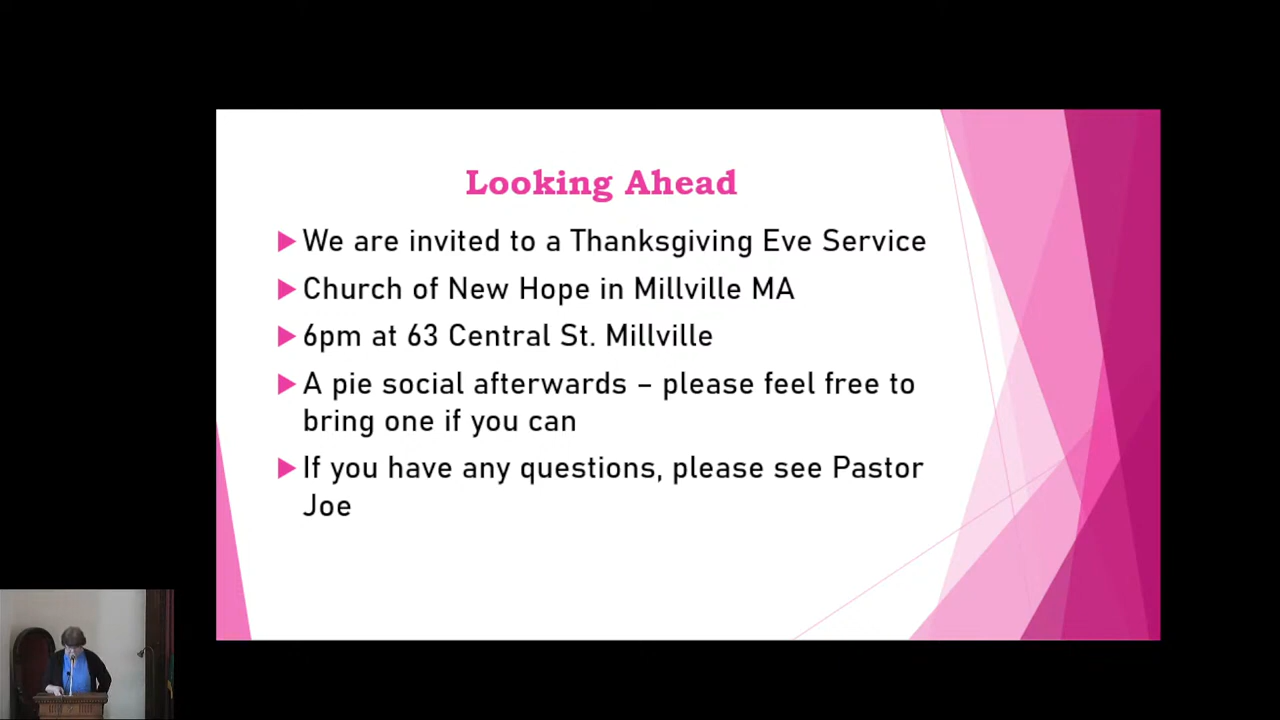 Looking Ahead
We are invited to a Thanksgiving Eve Service
Church of New Hope in Millville MA
6pm at 63 Central St. Millville
A pie social afterwards – please feel free to
bring one if you can
If you have any questions, please see Pastor
Joe